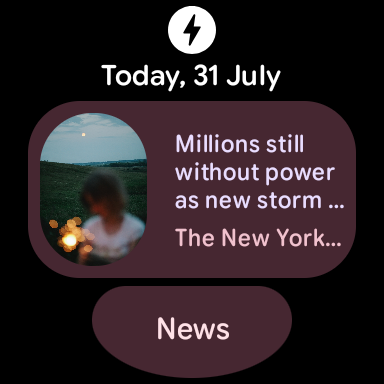 Today, 31 July
Millions still
without power
as new storm ...
The New York...
News